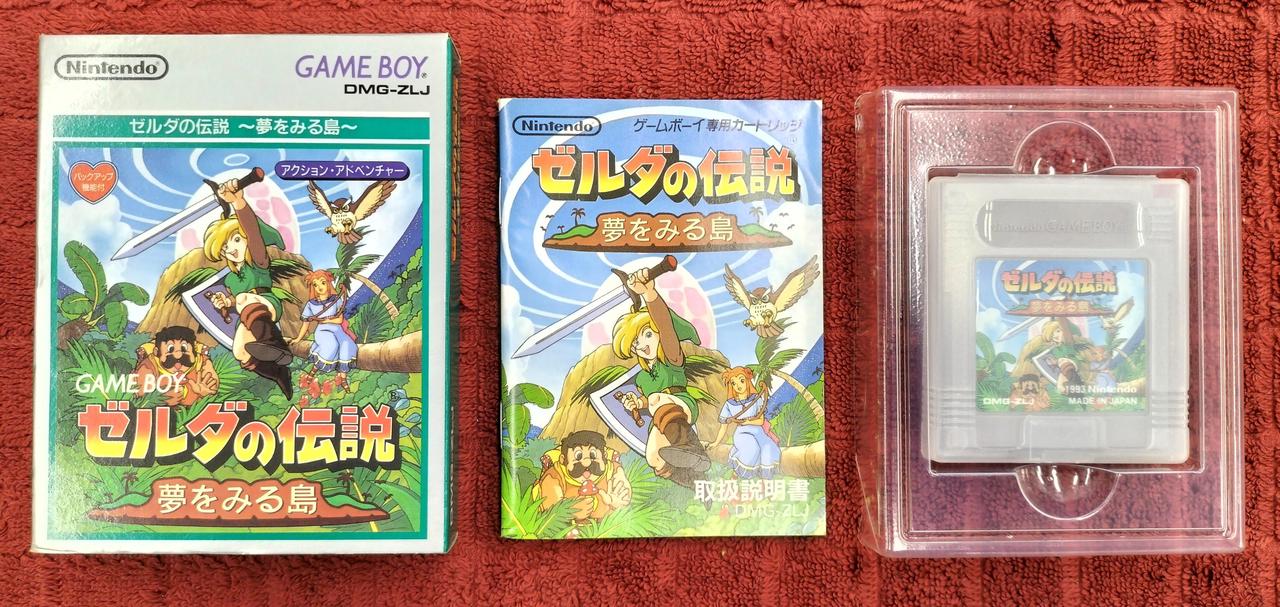 Nintendo
GAME BOY®
DMG-ZLJ
ゼルダの伝説 ～夢をみる島～
バックアップ
機能付
アクション・アドベンチャー
GAME BOY
ゼルダの伝説®
夢をみる島
Nintendo
ゲームボーイ専用カートリッジ
ゼルダの伝説®
夢をみる島
取扱説明書
DMG-ZLJ
Nintendo GAME BOY
ゼルダの伝説
夢をみる島
©1993 Nintendo
DMG-ZLJ
MADE IN JAPAN